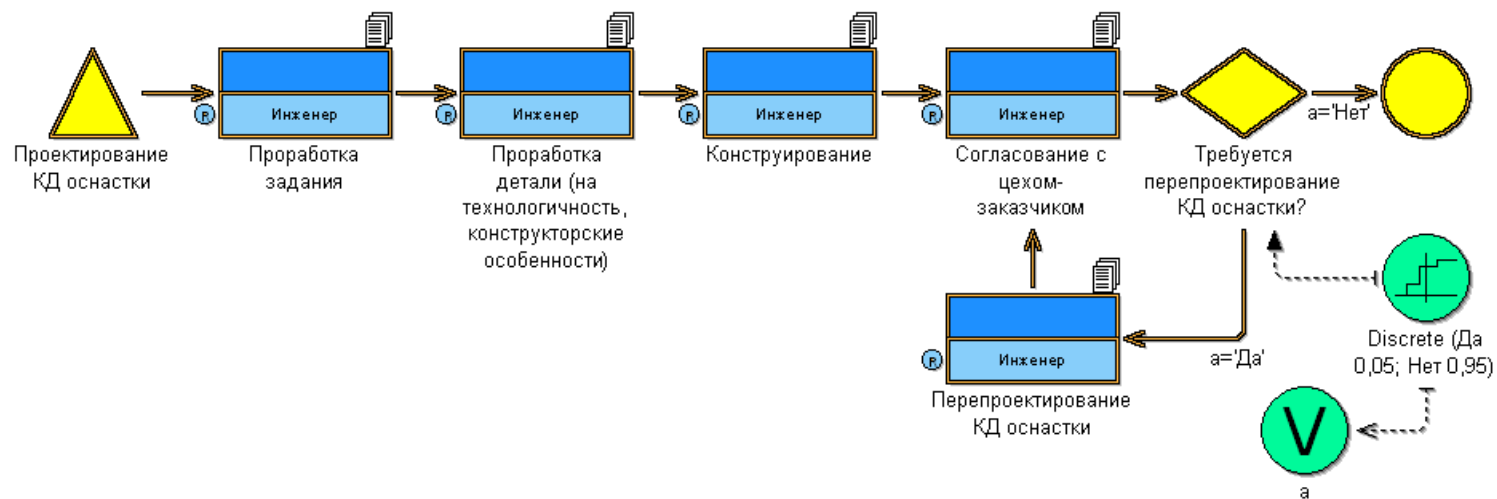 Проектирование
КД оснастки
R
Инженер
Проработка
задания
R
Инженер
Проработка
детали (на
технологичность,
конструкторские
особенности)
R
Инженер
Конструирование
R
Инженер
Согласование с
цехом-
заказчиком
Требуется
перепроектирование
КД оснастки?
a='Нет'
a='Да'
R
Инженер
Перепроектирование
КД оснастки
Discrete (Да
0,05; Нет 0,95)
V
a